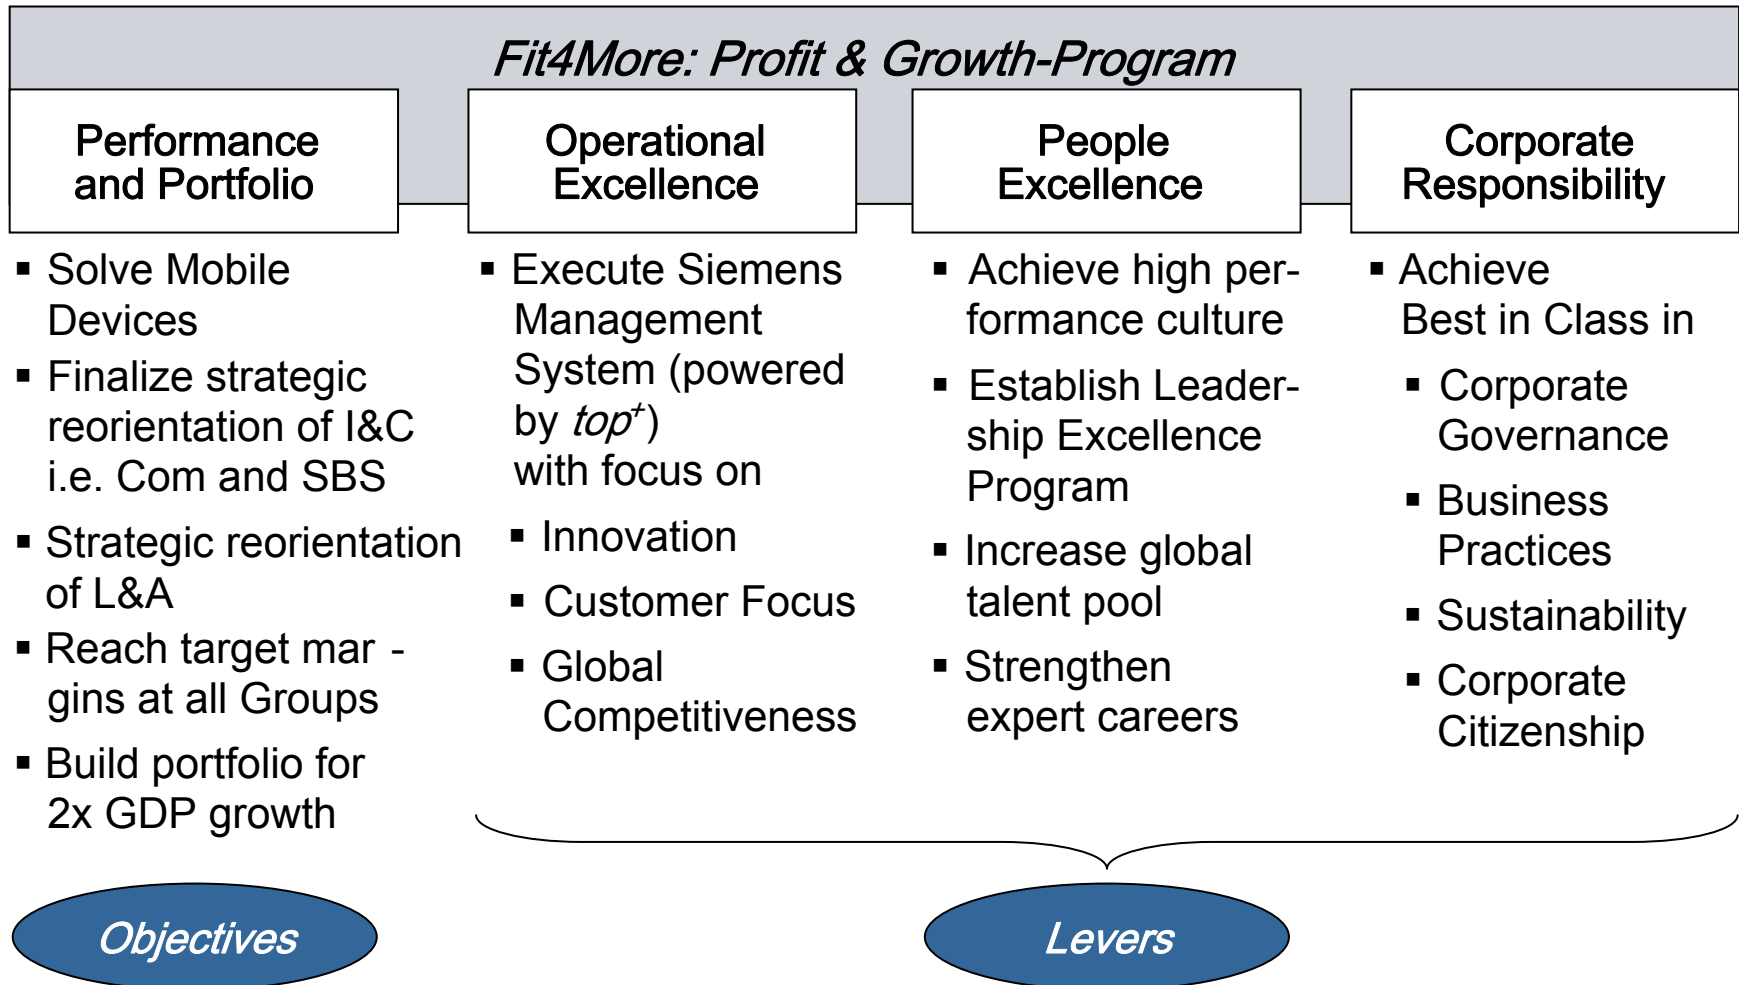 Fit4More: Profit & Growth-Program
Performance
and Portfolio
▪ Solve Mobile
Devices
▪ Finalize strategic
reorientation of I&C
i.e. Com and SBS
▪ Strategic reorientation
of L&A
▪ Reach target mar -
gins at all Groups
▪ Build portfolio for
2x GDP growth
Objectives
Operational
Excellence
▪ Execute Siemens
Management
System (powered
by top+)
with focus on
▪ Innovation
▪ Customer Focus
▪ Global
Competitiveness
People
Excellence
▪ Achieve high per-
formance culture
▪ Establish Leader-
ship Excellence
Program
▪ Increase global
talent pool
▪ Strengthen
expert careers
Corporate
Responsibility
▪ Achieve
Best in Class in
▪ Corporate
Governance
▪ Business
Practices
▪ Sustainability
▪ Corporate
Citizenship
Levers